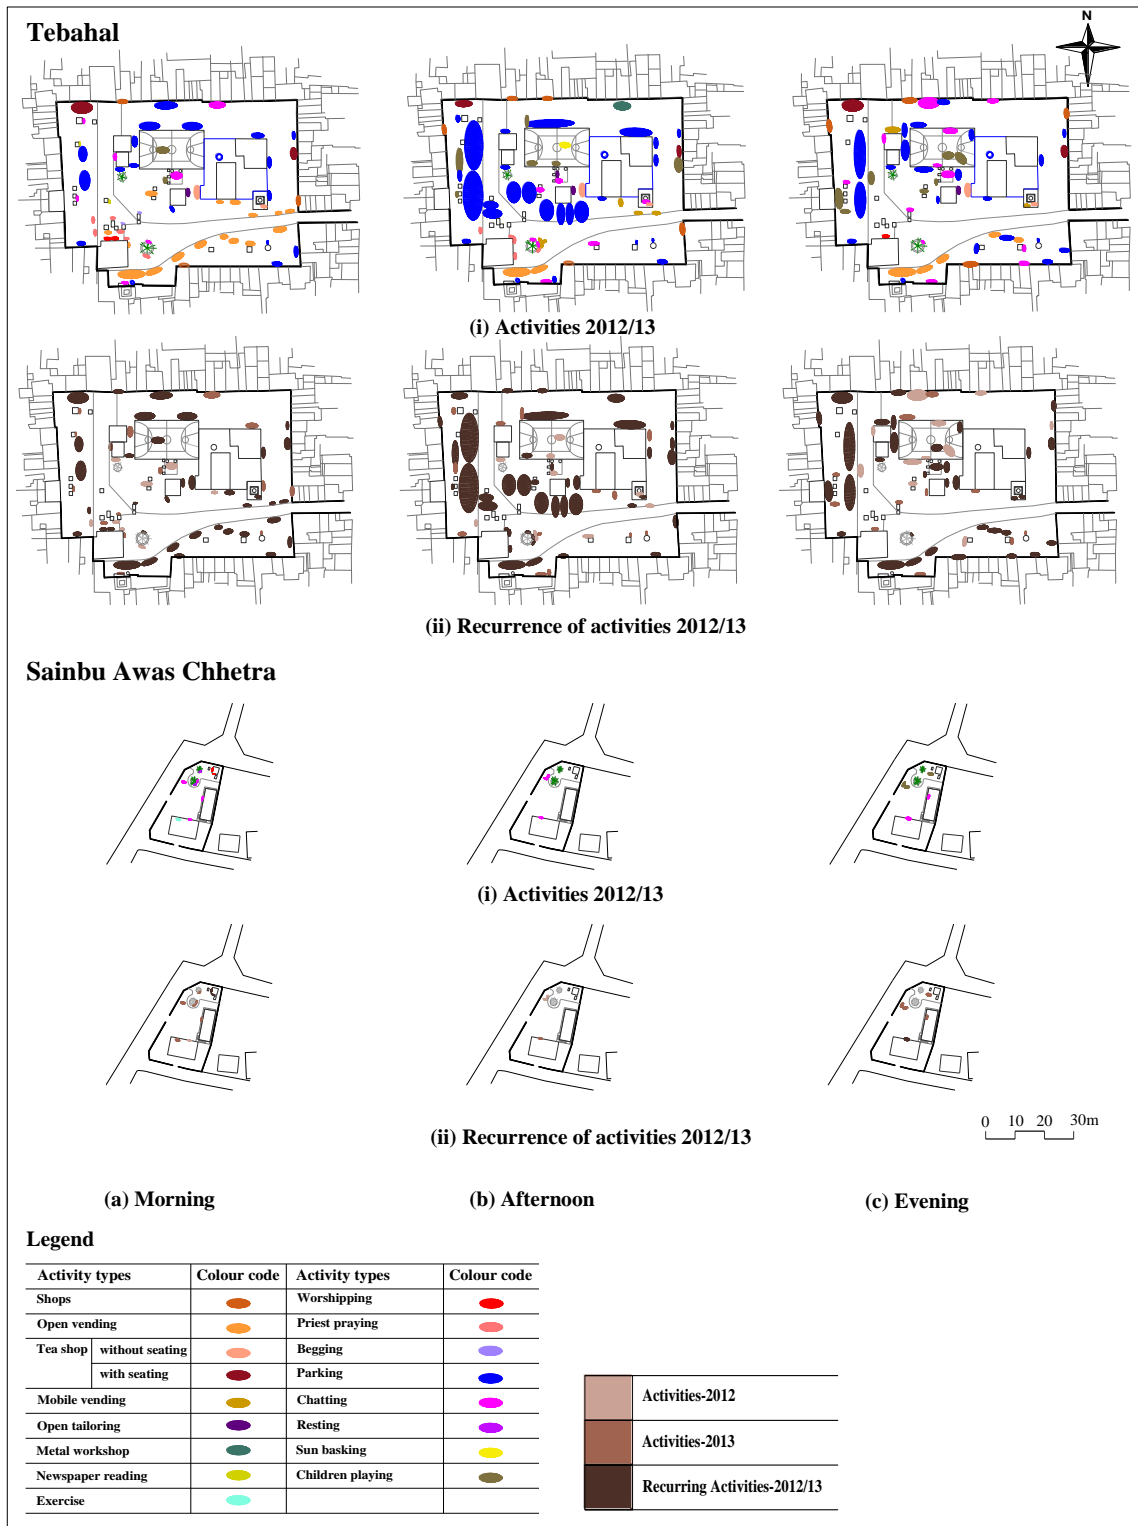 Tebahal
N
(i) Activities 2012/13
(ii) Recurrence of activities 2012/13
Sainbu Awas Chhetra
(i) Activities 2012/13
(ii) Recurrence of activities 2012/13
0 10 20 30m
(a) Morning (b) Afternoon (c) Evening
Legend
Activity types Colour code Activity types Colour code
Shops Worshipping
Open vending Priest praying
Tea shop without seating Begging
with seating Parking
Mobile vending Chatting
Open tailoring Resting
Metal workshop Sun basking
Newspaper reading Children playing
Exercise
Activities-2012
Activities-2013
Recurring Activities-2012/13